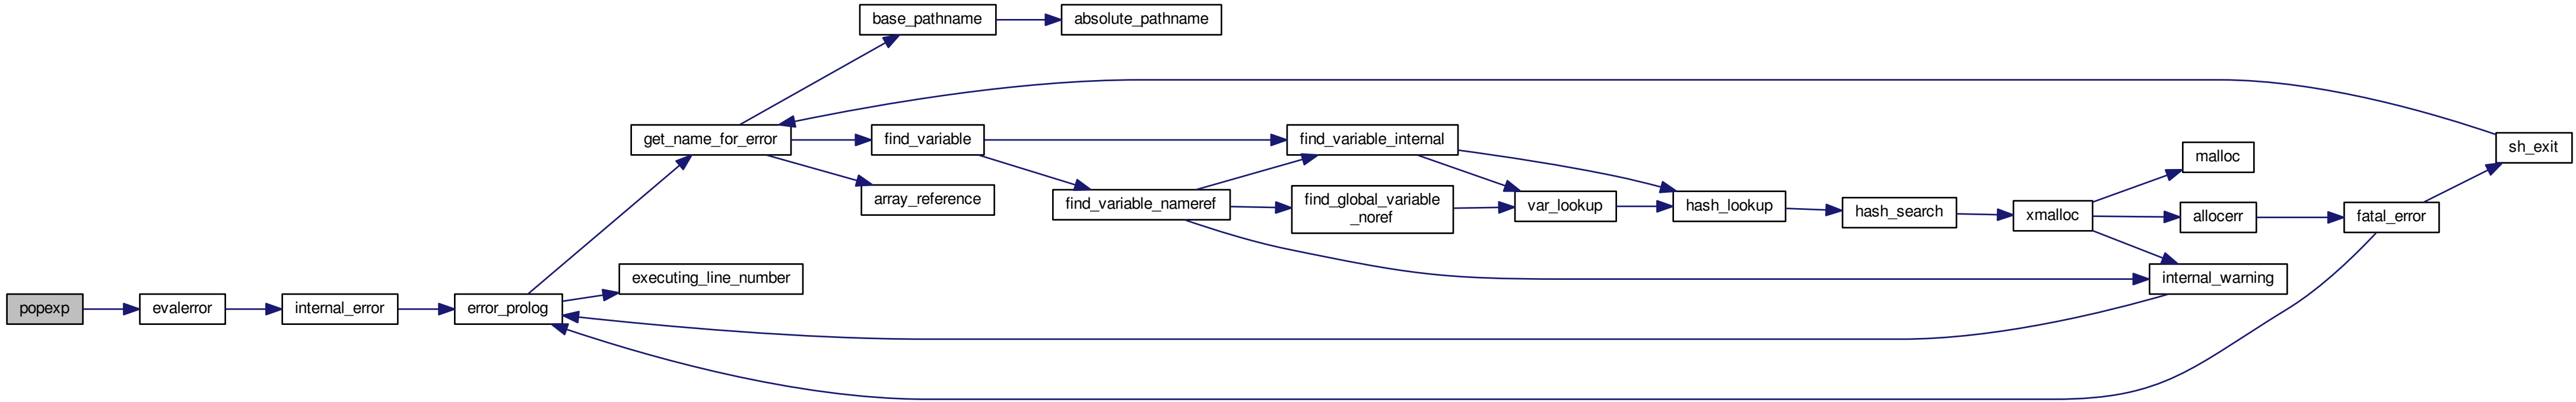 base_pathname
absolute_pathname
get_name_for_error
find_variable
find_variable_internal
sh_exit
malloc
array_reference
find_variable_nameref
find_global_variable
_noref
var_lookup
hash_lookup
hash_search
xmalloc
allocerr
fatal_error
executing_line_number
internal_warning
popexp
evalerror
internal_error
error_prolog